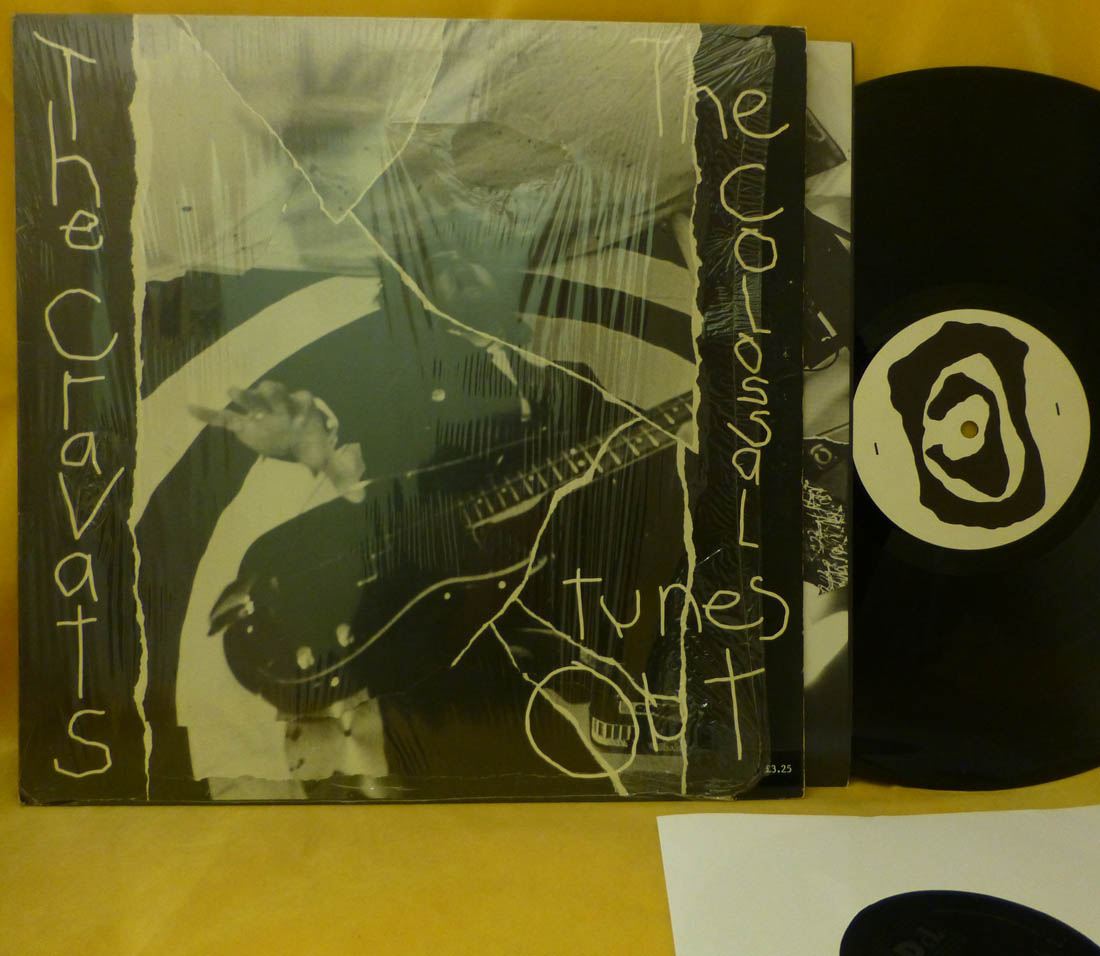 The Cravats
The Colossal
tunes
Out
£3.25